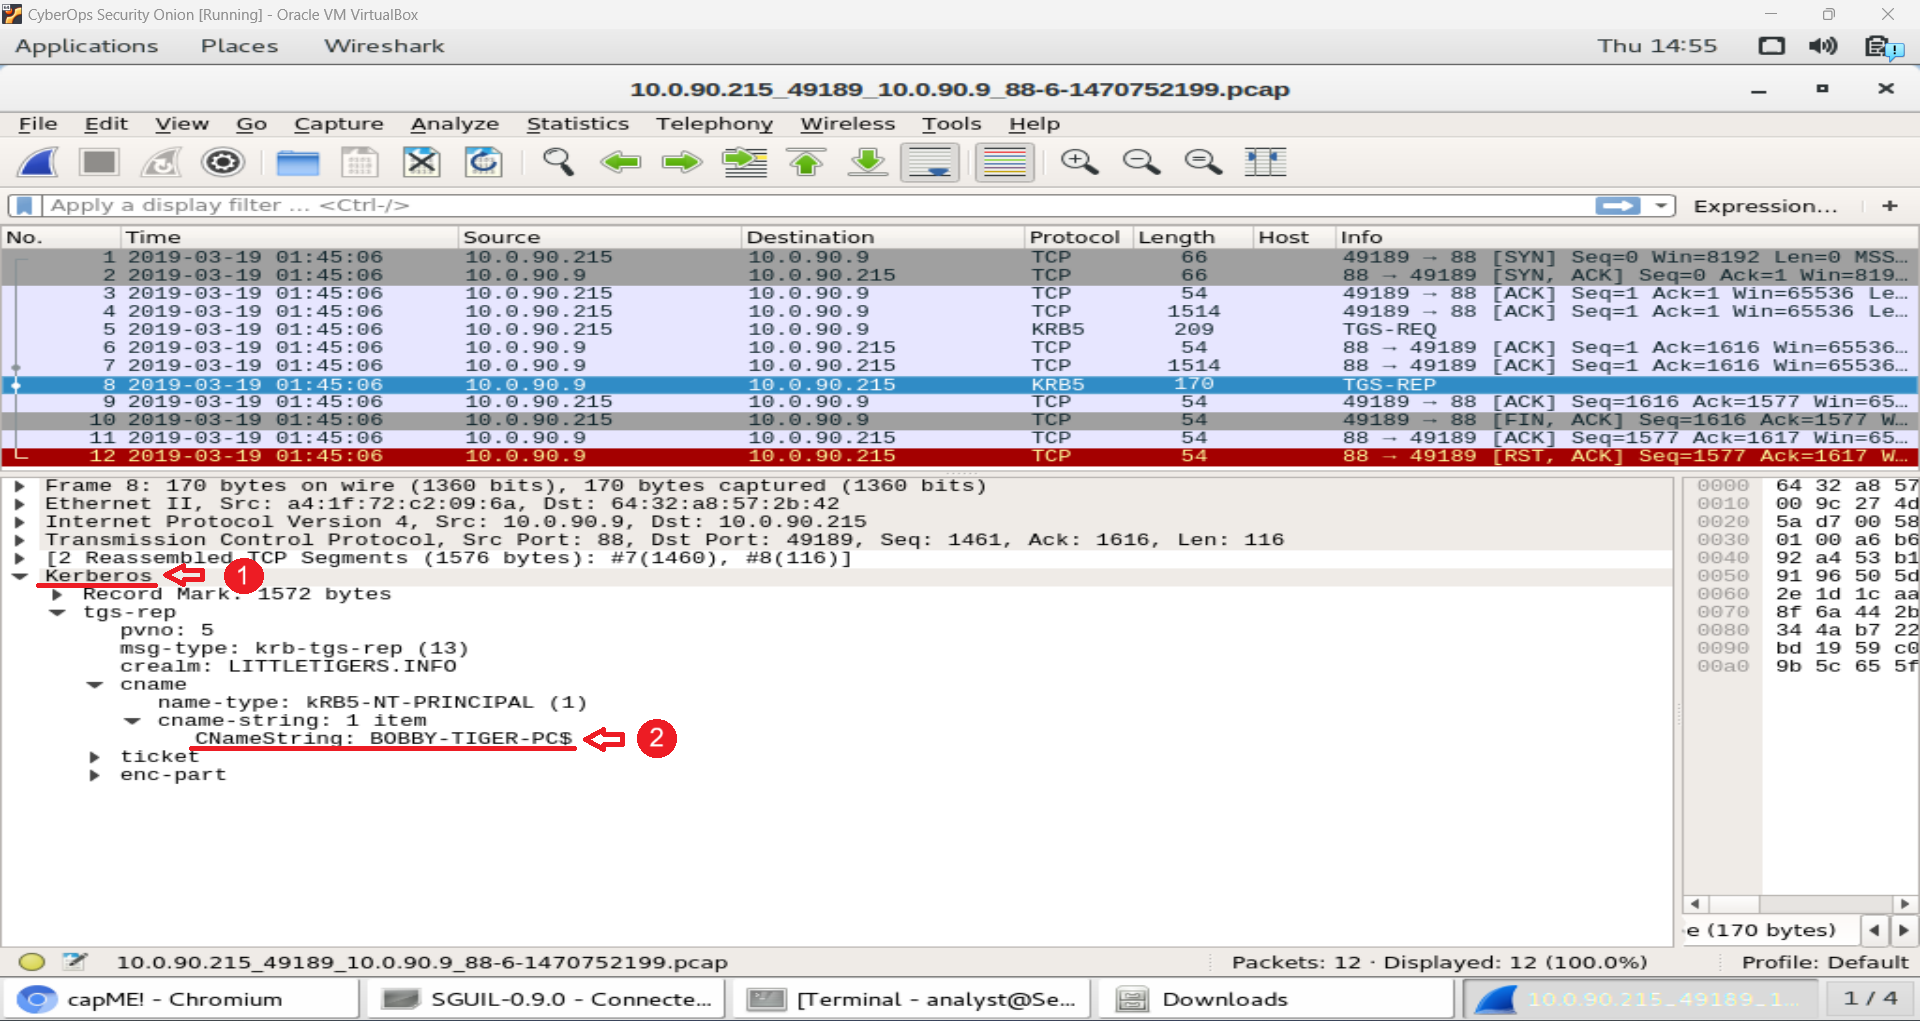 CyberOps Security Onion [Running] - Oracle VM VirtualBox
Applications Places Wireshark Thu 14:55
10.0.90.215_49189_10.0.90.9_88-6-1470752199.pcap
File Edit View Go Capture Analyze Statistics Telephony Wireless Tools Help
Apply a display filter ... <Ctrl-/> Expression... +
No. Time Source Destination Protocol Length Host Info
1 2019-03-19 01:45:06 10.0.90.215 10.0.90.9 TCP 66 49189 → 88 [SYN] Seq=0 Win=8192 Len=0 MSS...
2 2019-03-19 01:45:06 10.0.90.9 10.0.90.215 TCP 66 88 → 49189 [SYN, ACK] Seq=0 Ack=1 Win=819...
3 2019-03-19 01:45:06 10.0.90.215 10.0.90.9 TCP 54 49189 → 88 [ACK] Seq=1 Ack=1 Win=65536 Le...
4 2019-03-19 01:45:06 10.0.90.215 10.0.90.9 TCP 1514 49189 → 88 [ACK] Seq=1 Ack=1 Win=65536 Le...
5 2019-03-19 01:45:06 10.0.90.215 10.0.90.9 KRB5 209 TGS-REQ
6 2019-03-19 01:45:06 10.0.90.9 10.0.90.215 TCP 54 88 → 49189 [ACK] Seq=1 Ack=1616 Win=65536...
7 2019-03-19 01:45:06 10.0.90.9 10.0.90.215 TCP 1514 88 → 49189 [ACK] Seq=1 Ack=1616 Win=65536...
8 2019-03-19 01:45:06 10.0.90.9 10.0.90.215 KRB5 170 TGS-REP
9 2019-03-19 01:45:06 10.0.90.215 10.0.90.9 TCP 54 49189 → 88 [ACK] Seq=1616 Ack=1577 Win=65...
10 2019-03-19 01:45:06 10.0.90.215 10.0.90.9 TCP 54 49189 → 88 [FIN, ACK] Seq=1616 Ack=1577 W...
11 2019-03-19 01:45:06 10.0.90.9 10.0.90.215 TCP 54 88 → 49189 [ACK] Seq=1577 Ack=1617 Win=65...
12 2019-03-19 01:45:06 10.0.90.9 10.0.90.215 TCP 54 88 → 49189 [RST, ACK] Seq=1577 Ack=1617 W...
Frame 8: 170 bytes on wire (1360 bits), 170 bytes captured (1360 bits)
Ethernet II, Src: a4:1f:72:c2:09:6a, Dst: 64:32:a8:57:2b:42
Internet Protocol Version 4, Src: 10.0.90.9, Dst: 10.0.90.215
Transmission Control Protocol, Src Port: 88, Dst Port: 49189, Seq: 1461, Ack: 1616, Len: 116
[2 Reassembled TCP Segments (1576 bytes): #7(1460), #8(116)]
Kerberos 1
Record Mark: 1572 bytes
tgs-rep
pvno: 5
msg-type: krb-tgs-rep (13)
crealm: LITTLETIGERS.INFO
cname
name-type: kRB5-NT-PRINCIPAL (1)
cname-string: 1 item
CNameString: BOBBY-TIGER-PC$ 2
ticket
enc-part
0000 64 32 a8 57
0010 00 9c 27 4d
0020 5a d7 00 58
0030 01 00 a6 b6
0040 92 a4 53 b1
0050 91 96 50 5d
0060 2e 1d 1c aa
0070 8f 6a 44 2b
0080 34 4a b7 22
0090 bd 19 59 c0
00a0 9b 5c 65 5f
e (170 bytes)
10.0.90.215_49189_10.0.90.9_88-6-1470752199.pcap Packets: 12 · Displayed: 12 (100.0%) Profile: Default
capME! - Chromium SGUIL-0.9.0 - Connecte... [Terminal - analyst@Se... Downloads 10.0.90.215_49189_1... 1 / 4